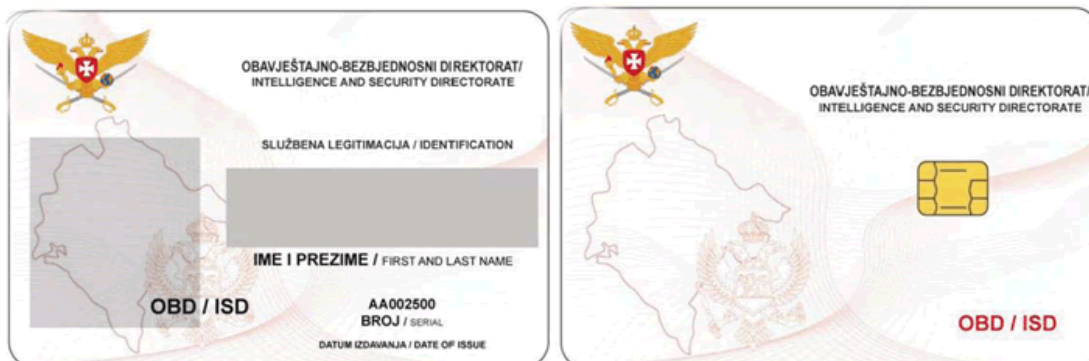 OBAVJEŠTAJNO-BEZBJEDNOSNI DIREKTORAT/
INTELLIGENCE AND SECURITY DIRECTORATE
SLUŽBENA LEGITIMACIJA / IDENTIFICATION
IME I PREZIME / FIRST AND LAST NAME
OBD / ISD
AA002500
BROJ / SERIAL
DATUM IZDAVANJA / DATE OF ISSUE
OBAVJEŠTAJNO-BEZBJEDNOSNI DIREKTORAT/
INTELLIGENCE AND SECURITY DIRECTORATE
OBD / ISD